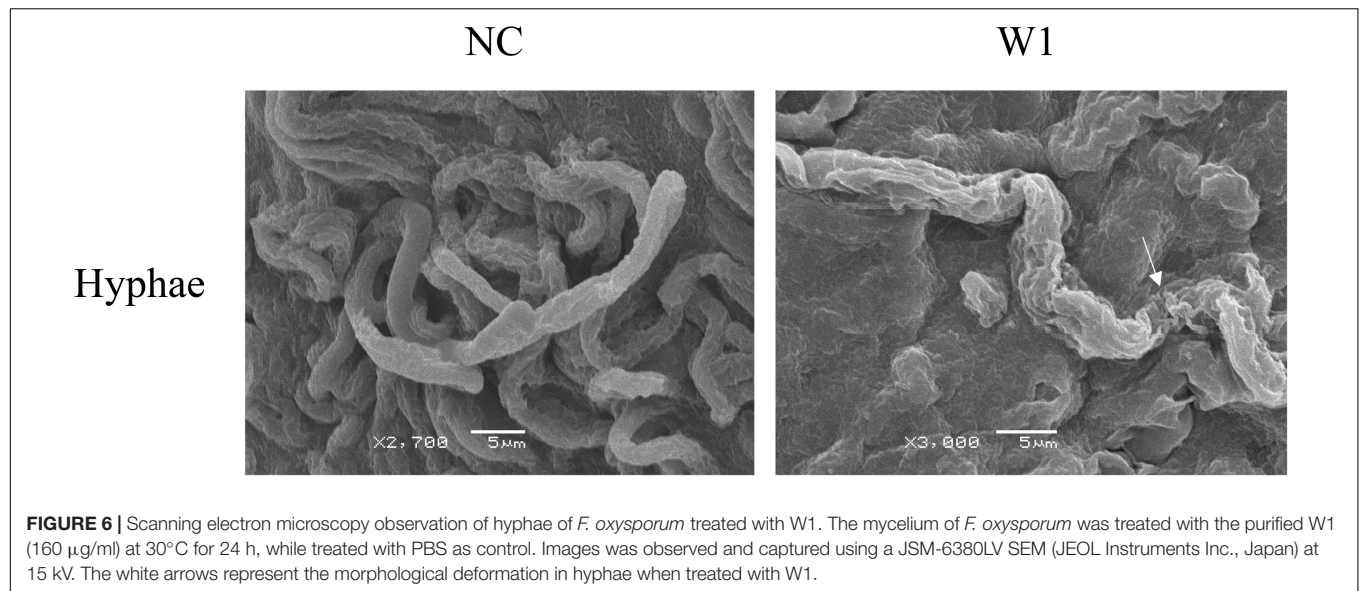 NC
W1
Hyphae
X2,700 5µm
X3,000 5µm
FIGURE 6 | Scanning electron microscopy observation of hyphae of F. oxysporum treated with W1. The mycelium of F. oxysporum was treated with the purified W1
(160 µg/ml) at 30°C for 24 h, while treated with PBS as control. Images was observed and captured using a JSM-6380LV SEM (JEOL Instruments Inc., Japan) at
15 kV. The white arrows represent the morphological deformation in hyphae when treated with W1.